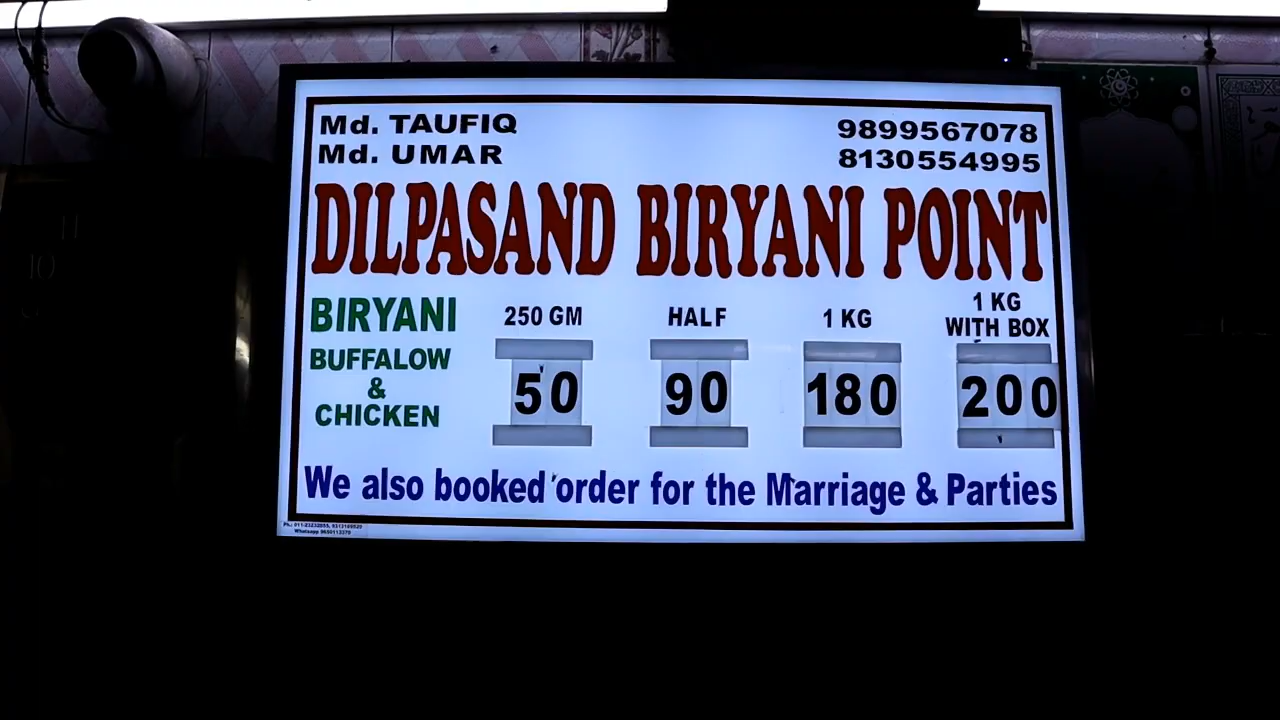 Md. TAUFIQ 9899567078
Md. UMAR 8130554995
DILPASAND BIRYANI POINT
BIRYANI 250 GM HALF 1 KG 1 KG WITH BOX
BUFFALOW & CHICKEN 50 90 180 200
We also booked order for the Marriage & Parties
Whatsapp